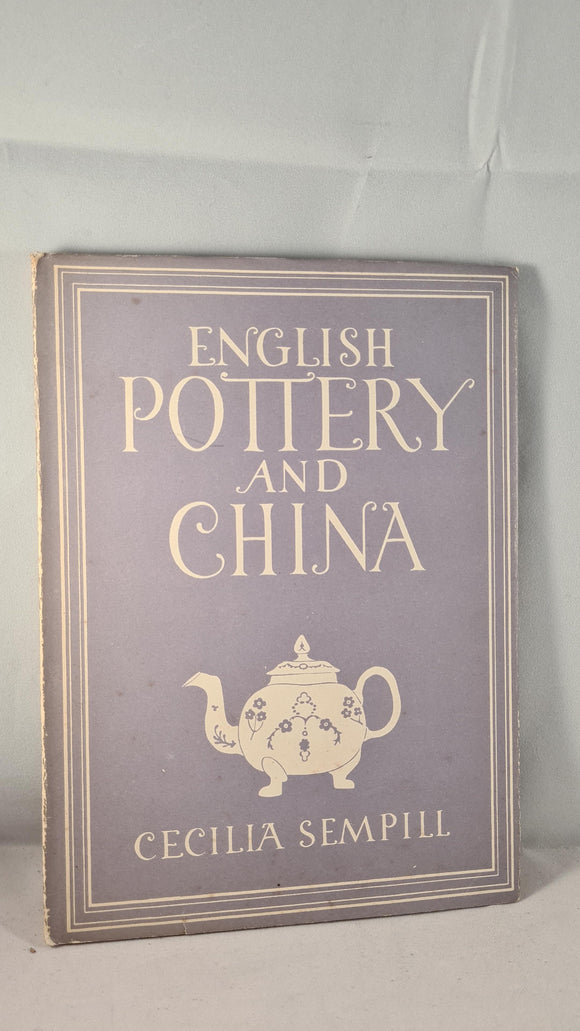 ENGLISH
POTTERY
AND
CHINA
CECILIA SEMPILL